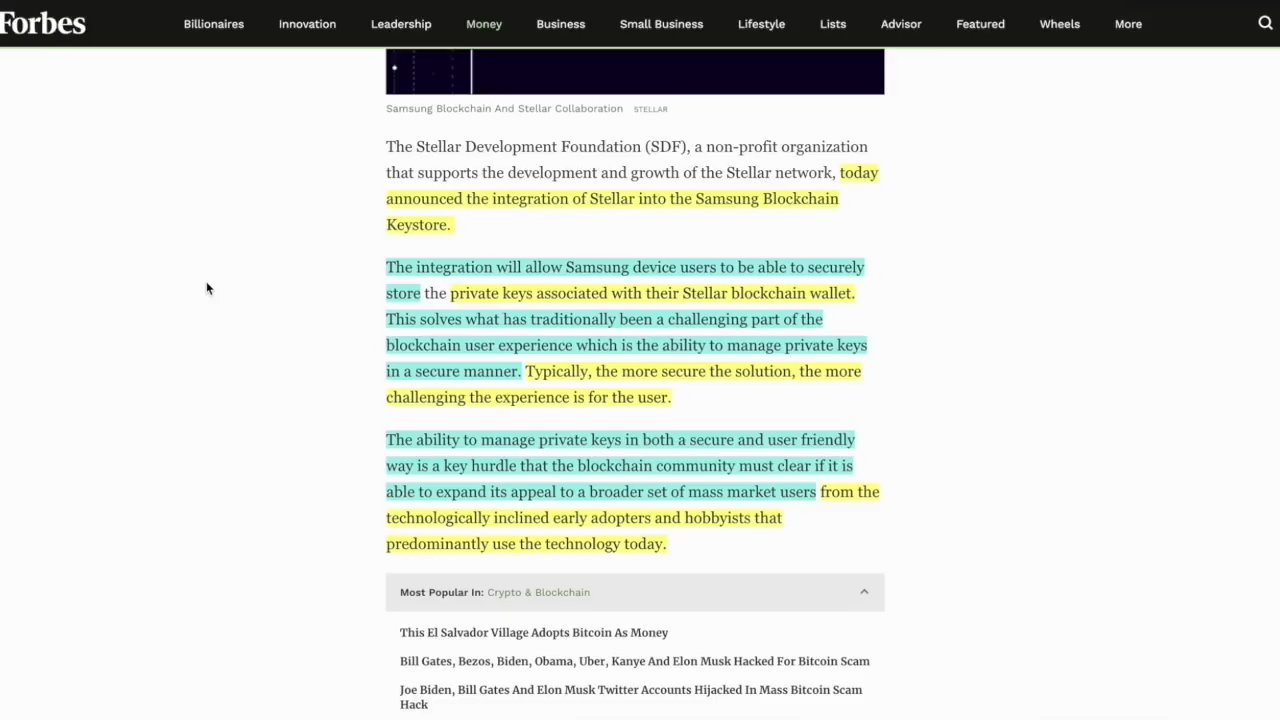 Forbes
Billionaires Innovation Leadership Money Business Small Business Lifestyle Lists Advisor Featured Wheels More
Samsung Blockchain And Stellar Collaboration STELLAR
The Stellar Development Foundation (SDF), a non-profit organization
that supports the development and growth of the Stellar network, today
announced the integration of Stellar into the Samsung Blockchain
Keystore.
The integration will allow Samsung device users to be able to securely
store the private keys associated with their Stellar blockchain wallet.
This solves what has traditionally been a challenging part of the
blockchain user experience which is the ability to manage private keys
in a secure manner. Typically, the more secure the solution, the more
challenging the experience is for the user.
The ability to manage private keys in both a secure and user friendly
way is a key hurdle that the blockchain community must clear if it is
able to expand its appeal to a broader set of mass market users from the
technologically inclined early adopters and hobbyists that
predominantly use the technology today.
Most Popular In: Crypto & Blockchain
This El Salvador Village Adopts Bitcoin As Money
Bill Gates, Bezos, Biden, Obama, Uber, Kanye And Elon Musk Hacked For Bitcoin Scam
Joe Biden, Bill Gates And Elon Musk Twitter Accounts Hijacked In Mass Bitcoin Scam
Hack